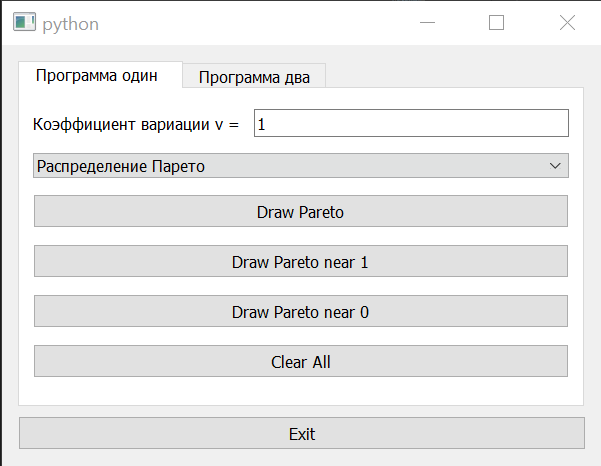 python
Программа один
Программа два
Коэффициент вариации v = 1
Распределение Парето
Draw Pareto
Draw Pareto near 1
Draw Pareto near 0
Clear All
Exit